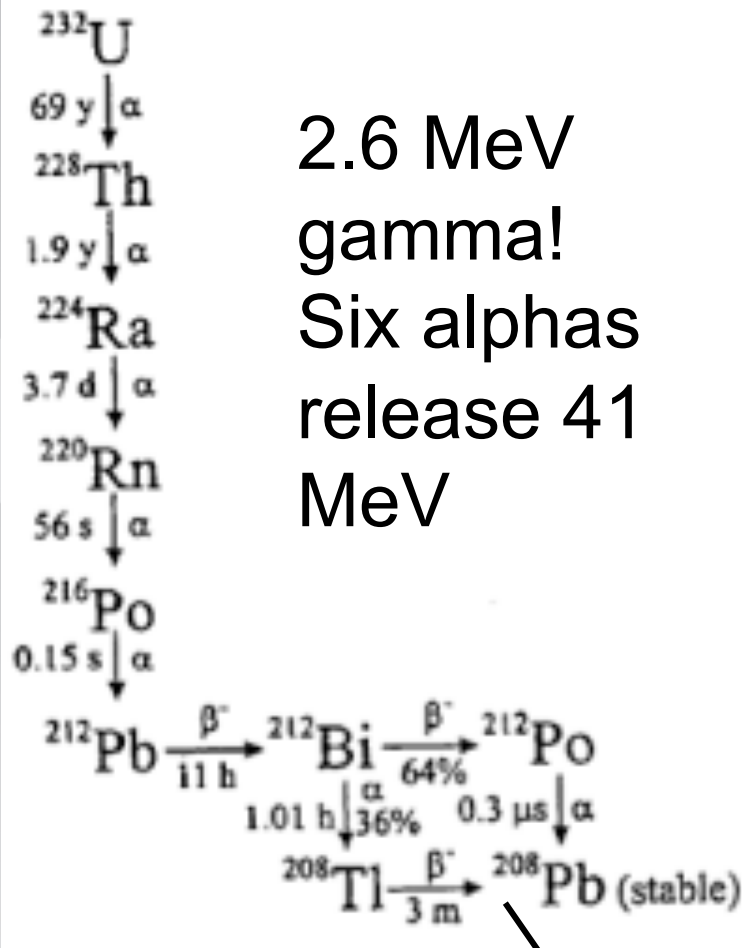 ²³²U
69 y α
²²⁸Th
1.9 y α
²²⁴Ra
3.7 d α
²²⁰Rn
56 s α
²¹⁶Po
0.15 s α
2.6 MeV
gamma!
Six alphas
release 41
MeV
²¹²Pb β⁻ ²¹²Bi β⁻ ²¹²Po
11 h 64%
α
1.01 h 36% 0.3 μs α
²⁰⁸Tl β⁻ ²⁰⁸Pb (stable)
3 m